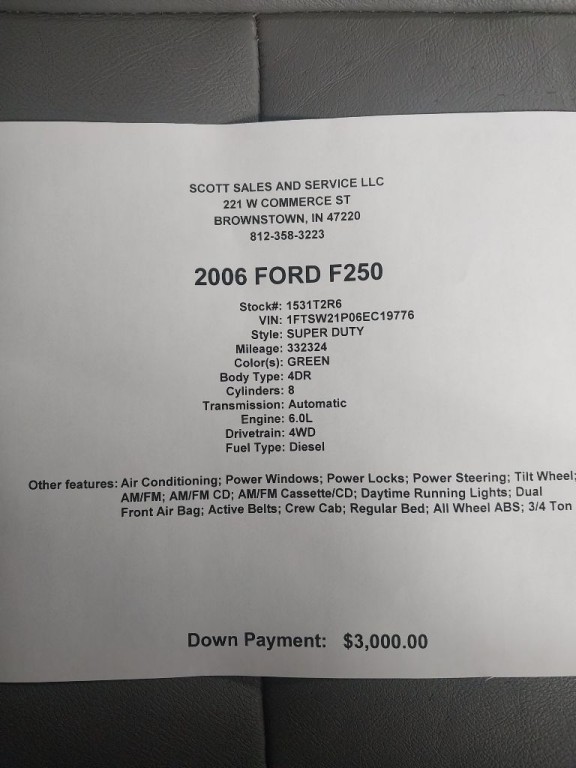 SCOTT SALES AND SERVICE LLC
221 W COMMERCE ST
BROWNSTOWN, IN 47220
812-358-3223
2006 FORD F250
Stock#: 1531T2R6
VIN: 1FTSW21P06EC19776
Style: SUPER DUTY
Mileage: 332324
Color(s): GREEN
Body Type: 4DR
Cylinders: 8
Transmission: Automatic
Engine: 6.0L
Drivetrain: 4WD
Fuel Type: Diesel
Other features: Air Conditioning; Power Windows; Power Locks; Power Steering; Tilt Wheel;
AM/FM; AM/FM CD; AM/FM Cassette/CD; Daytime Running Lights; Dual
Front Air Bag; Active Belts; Crew Cab; Regular Bed; All Wheel ABS; 3/4 Ton
Down Payment: $3,000.00